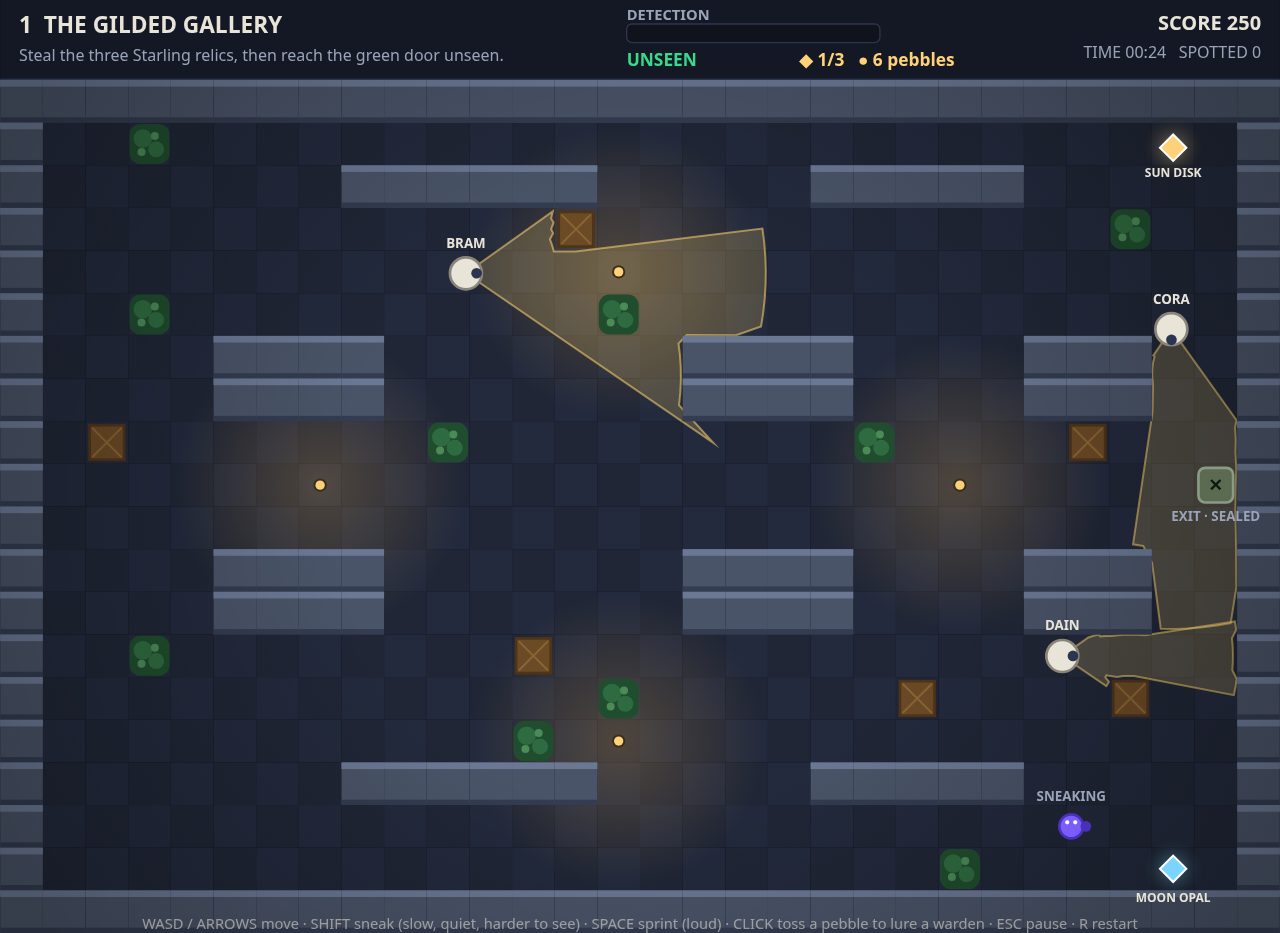 1 THE GILDED GALLERY
Steal the three Starling relics, then reach the green door unseen.
DETECTION
UNSEEN
◆ 1/3 ● 6 pebbles
SCORE 250
TIME 00:24 SPOTTED 0
SUN DISK
BRAM
CORA
EXIT · SEALED
DAIN
SNEAKING
MOON OPAL
WASD / ARROWS move · SHIFT sneak (slow, quiet, harder to see) · SPACE sprint (loud) · CLICK toss a pebble to lure a warden · ESC pause · R restart